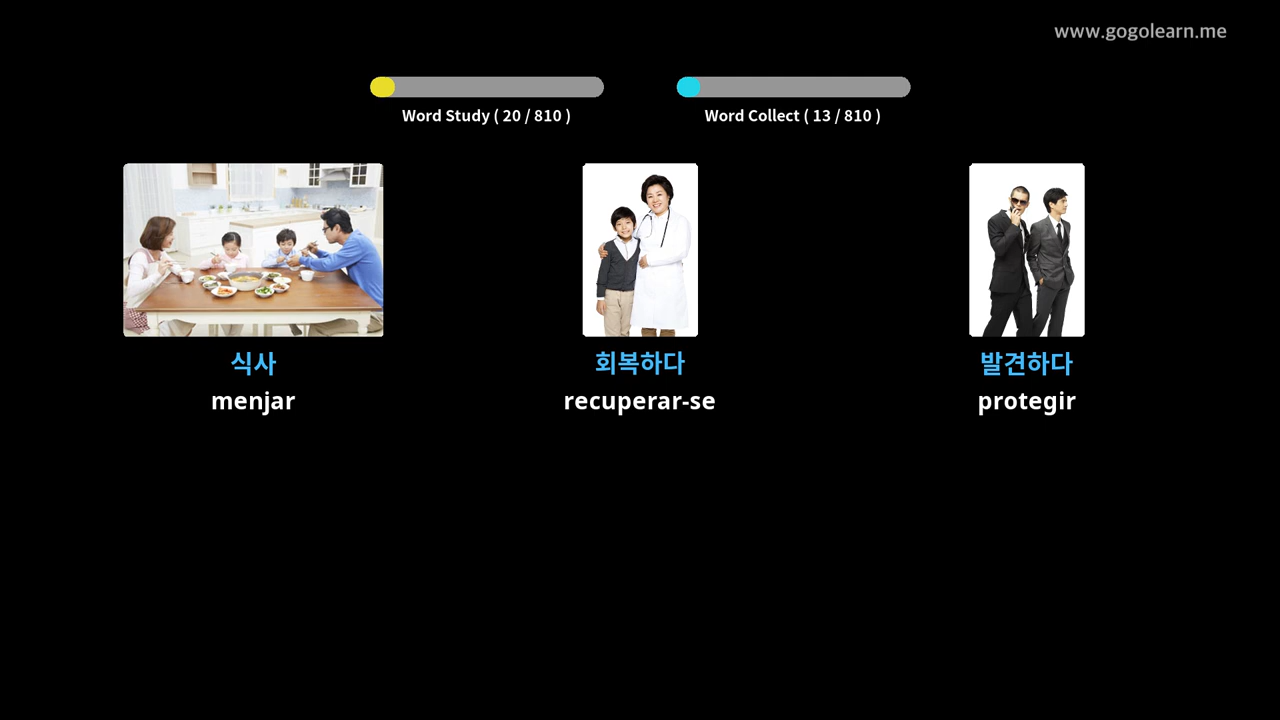 www.gogolearn.me
Word Study ( 20 / 810 )
Word Collect ( 13 / 810 )
식사
회복하다
발견하다
menjar
recuperar-se
protegir